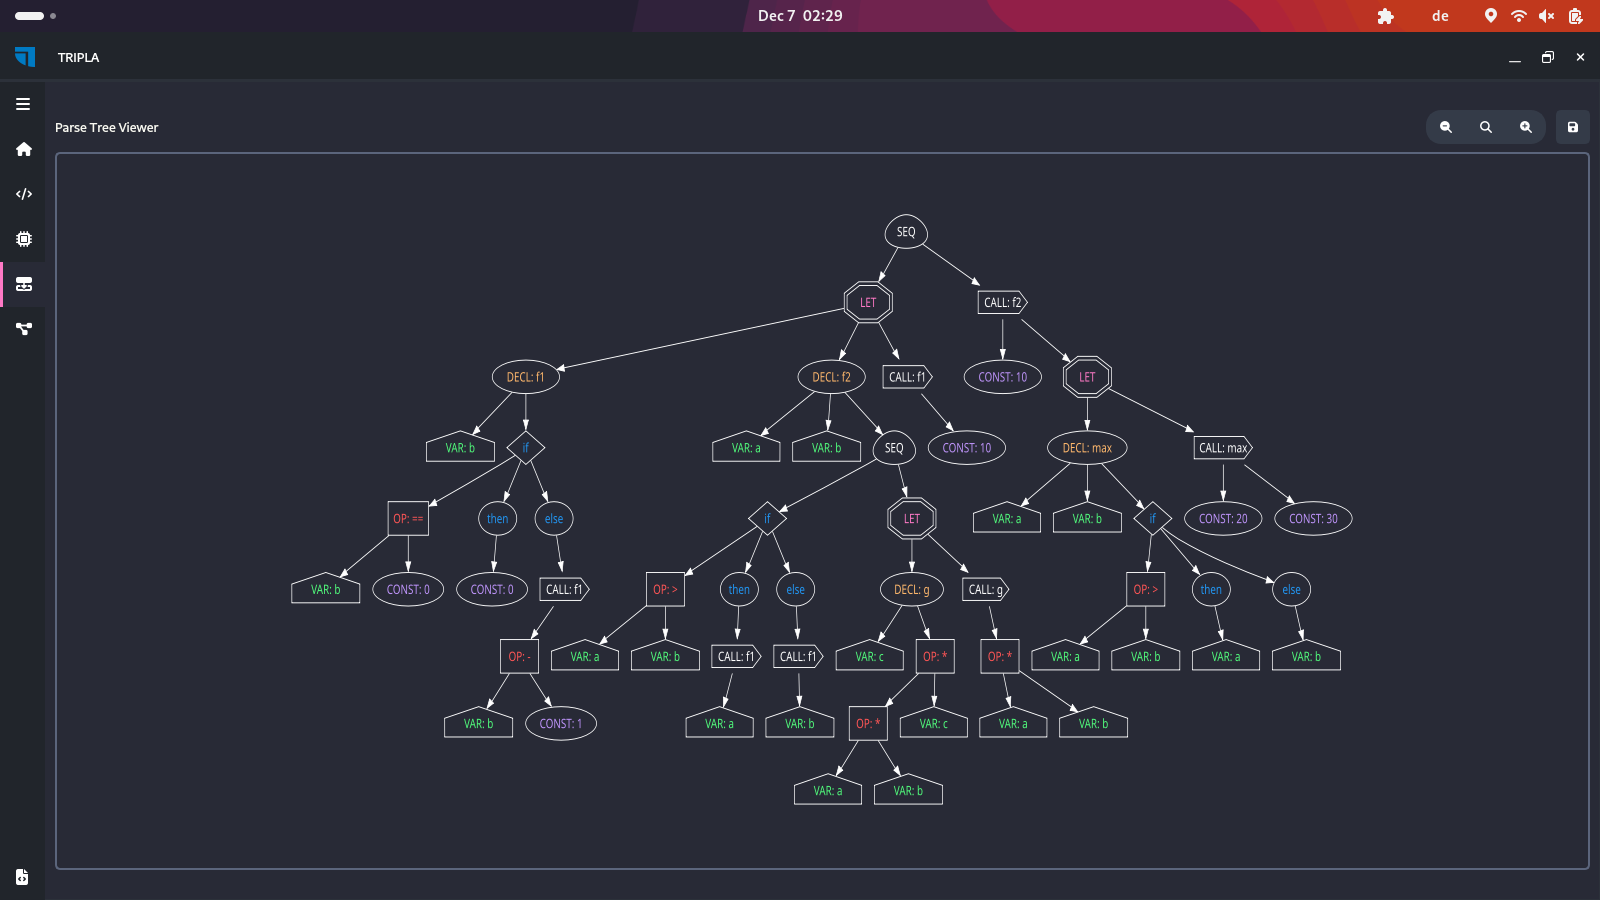 Dec 7 02:29
de
TRIPLA
Parse Tree Viewer
SEQ
LET
CALL: f2
DECL: f1
DECL: f2
CALL: f1
CONST: 10
LET
VAR: b
if
VAR: a
VAR: b
SEQ
CONST: 10
DECL: max
CALL: max
OP: ==
then
else
if
LET
VAR: a
VAR: b
if
CONST: 20
CONST: 30
VAR: b
CONST: 0
CONST: 0
CALL: f1
OP: >
then
else
DECL: g
CALL: g
OP: >
then
else
OP: -
VAR: a
VAR: b
CALL: f1
CALL: f1
VAR: c
OP: *
OP: *
VAR: a
VAR: b
VAR: a
VAR: b
VAR: b
CONST: 1
VAR: a
VAR: b
OP: *
VAR: c
VAR: a
VAR: b
VAR: a
VAR: b